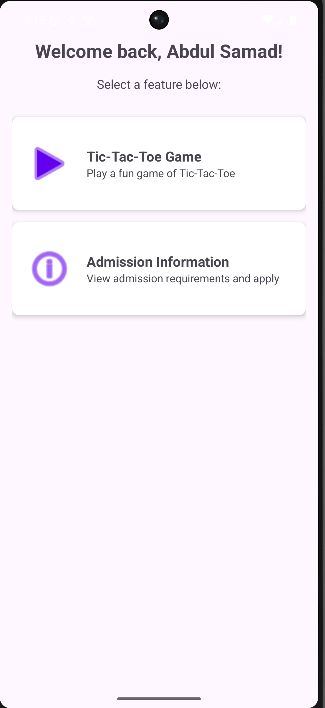 Welcome back, Abdul Samad!
Select a feature below:
Tic-Tac-Toe Game
Play a fun game of Tic-Tac-Toe
Admission Information
View admission requirements and apply